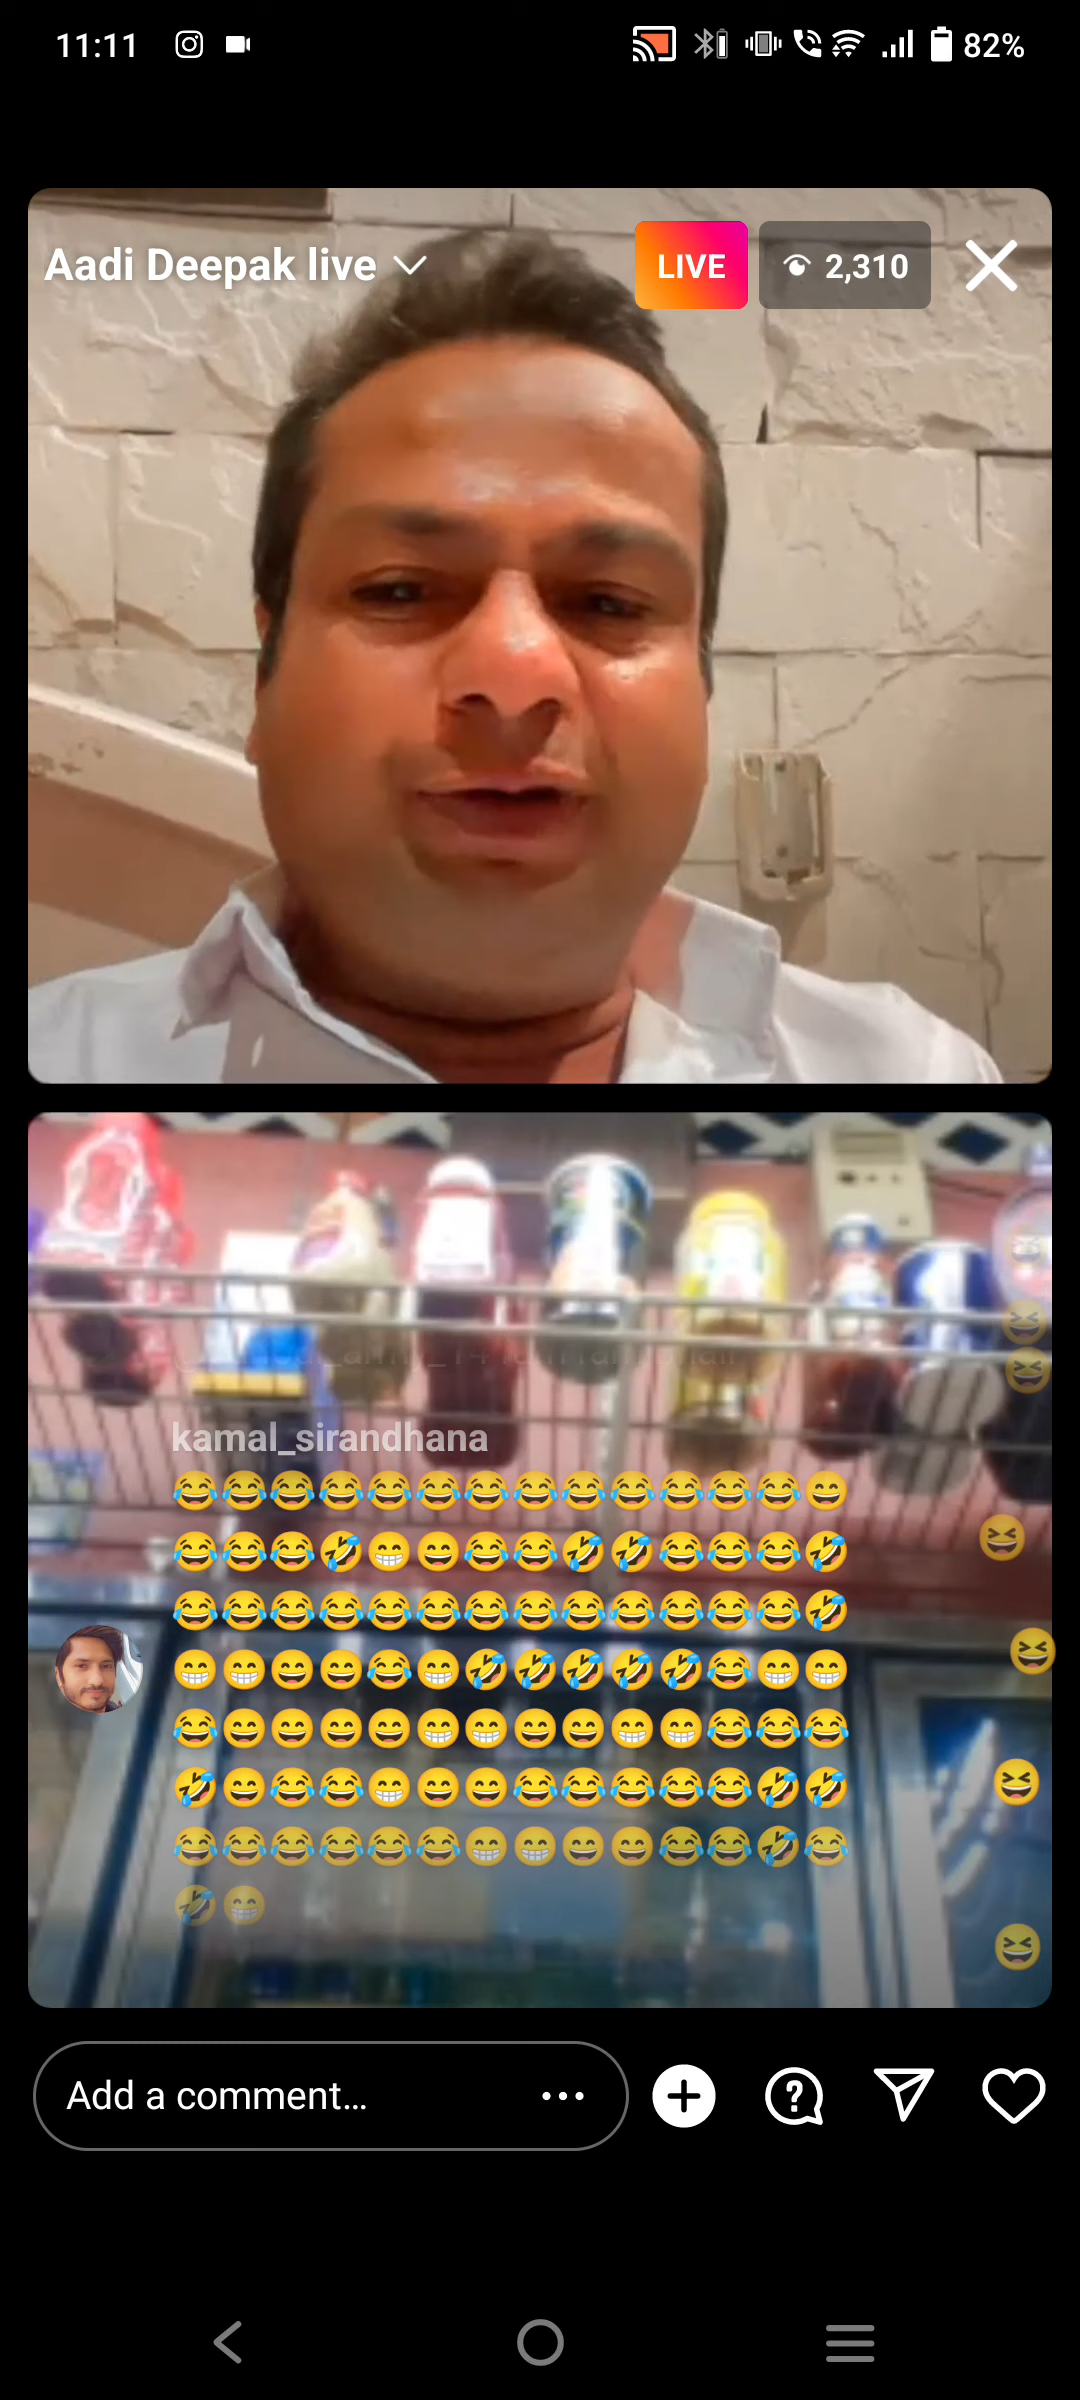 11:11
82%
Aadi Deepak live
LIVE
2,310
kamal_sirandhana
😂😂😂😂😂😂😂😂😂😂😂😂😂😄
😂😂😂🤣😁😄😂😂🤣🤣😂😂😂🤣
😂😂😂😂😂😂😂😂😂😂😂😂😂🤣
😁😁😄😄😂😁🤣🤣🤣🤣🤣😂😁😁
😂😄😄😄😄😁😁😄😄😁😁😂😂😂
🤣😄😂😂😁😄😄😂😂😂😂😂🤣🤣
😂😂😂😂😂😂😁😁😄😄😂😂🤣😂
🤣😁
Add a comment...